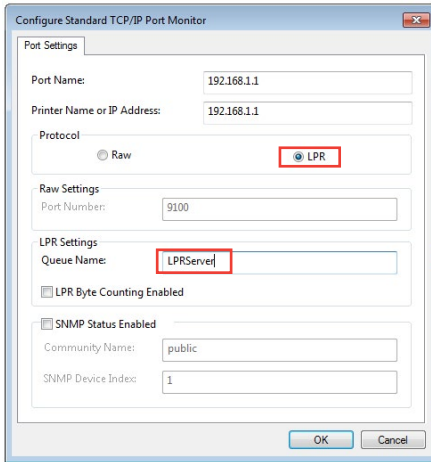 Configure Standard TCP/IP Port Monitor
Port Settings
Port Name: 192.168.1.1
Printer Name or IP Address: 192.168.1.1
Protocol
Raw LPR
Raw Settings
Port Number: 9100
LPR Settings
Queue Name: LPRServer
LPR Byte Counting Enabled
SNMP Status Enabled
Community Name: public
SNMP Device Index: 1
OK Cancel